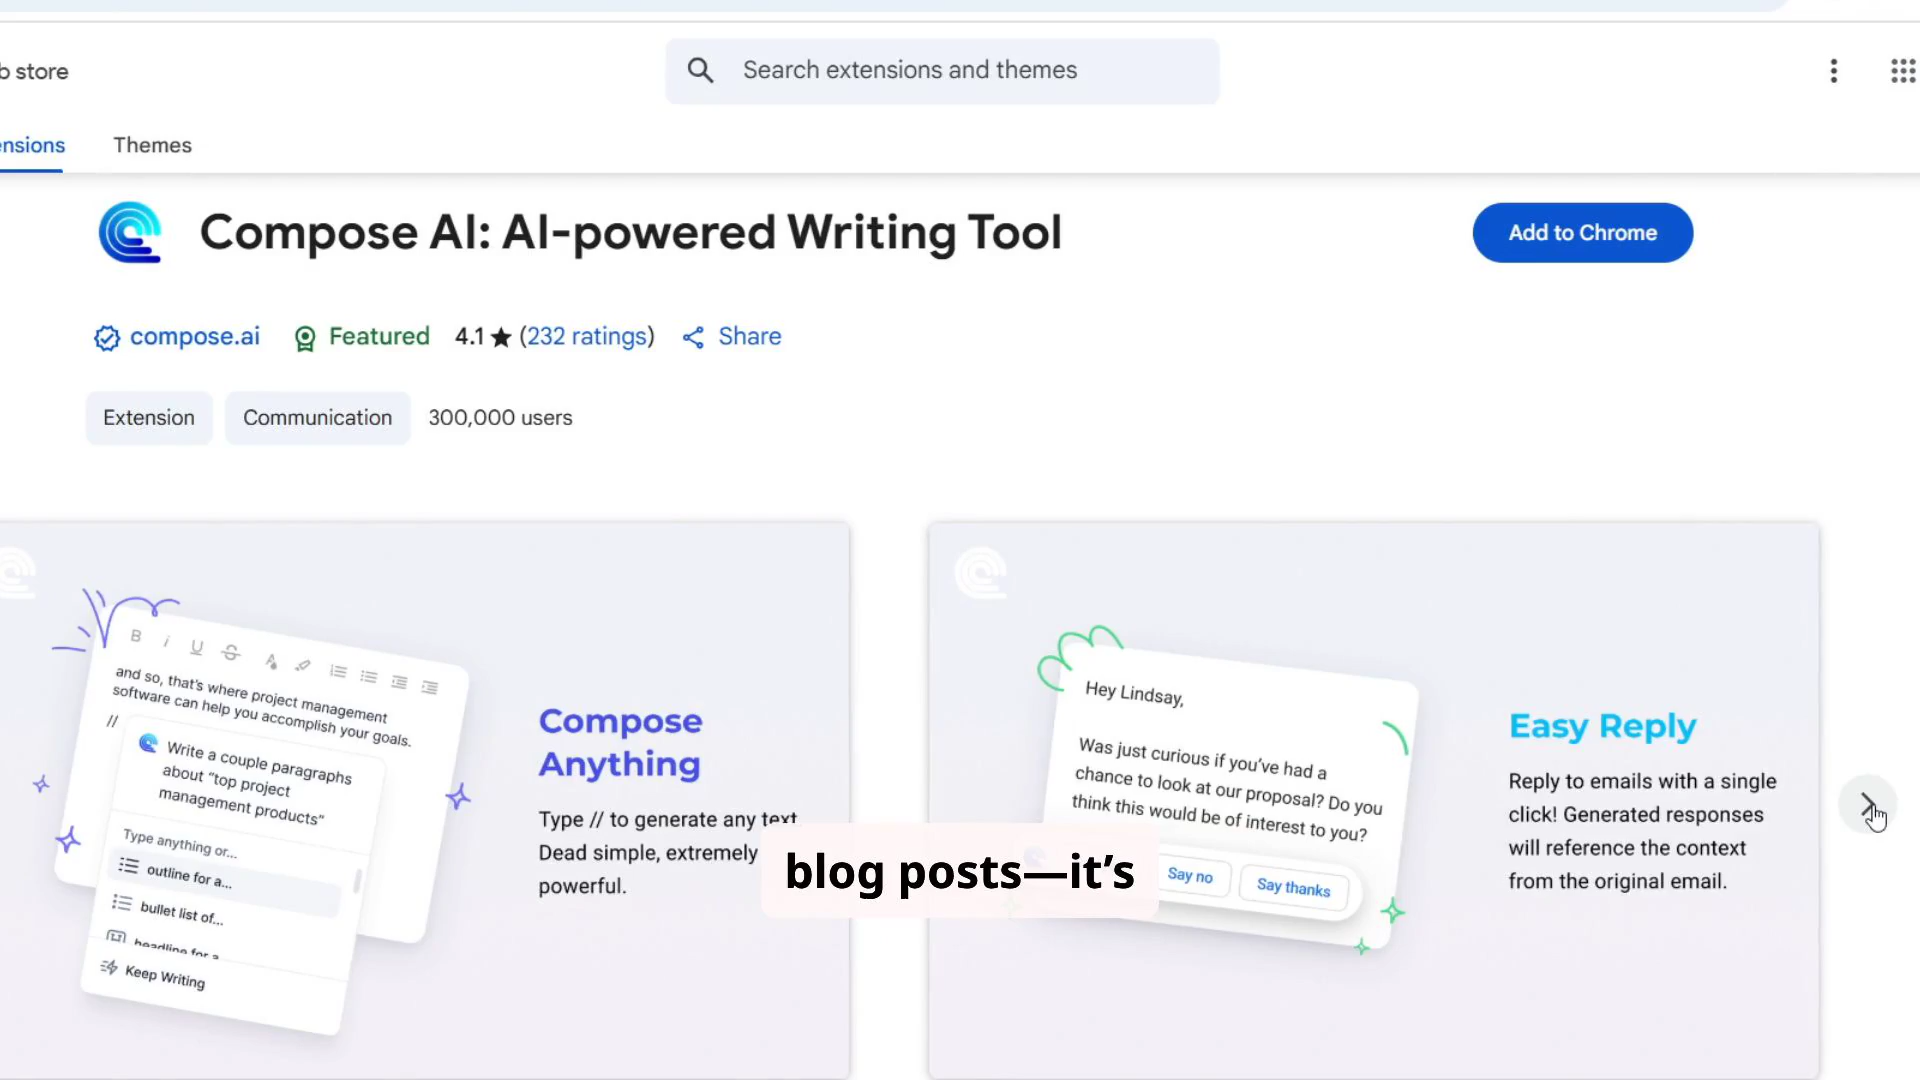 b store
Search extensions and themes
ensions
Themes
Compose AI: AI-powered Writing Tool
Add to Chrome
compose.ai
Featured
4.1★ (232 ratings)
Share
Extension
Communication
300,000 users
B i U S
and so, that's where project management
software can help you accomplish your goals.
//
Write a couple paragraphs
about “top project
management products”
Type anything or...
outline for a...
bullet list of...
headline for a
Keep Writing
Compose
Anything
Type // to generate any text.
Dead simple, extremely
powerful.
Hey Lindsay,
Was just curious if you've had a
chance to look at our proposal? Do you
think this would be of interest to you?
Say no
Say thanks
Easy Reply
Reply to emails with a single
click! Generated responses
will reference the context
from the original email.
blog posts—it’s